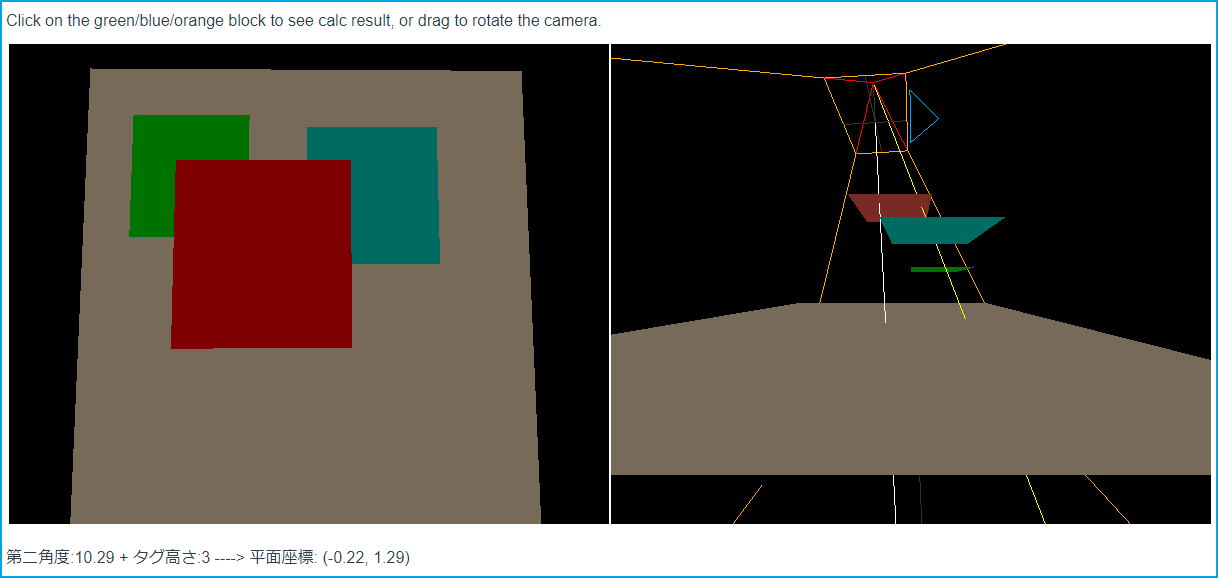 Click on the green/blue/orange block to see calc result, or drag to rotate the camera.
第二角度:10.29 + タグ高さ:3 ----> 平面座標: (-0.22, 1.29)